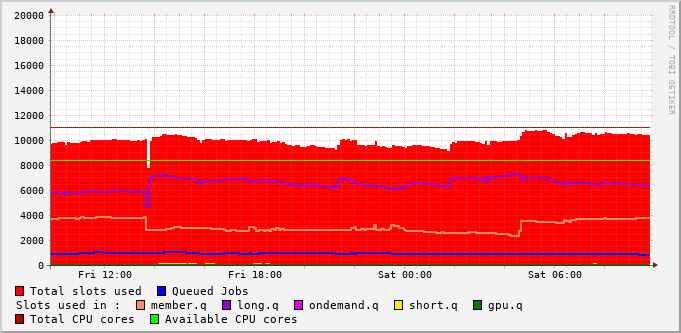 20000
18000
16000
14000
12000
10000
8000
6000
4000
2000
0
Fri 12:00 Fri 18:00 Sat 00:00 Sat 06:00
RRDTOOL / TOBI OETIKER
Total slots used Queued Jobs
Slots used in : member.q long.q ondemand.q short.q gpu.q
Total CPU cores Available CPU cores